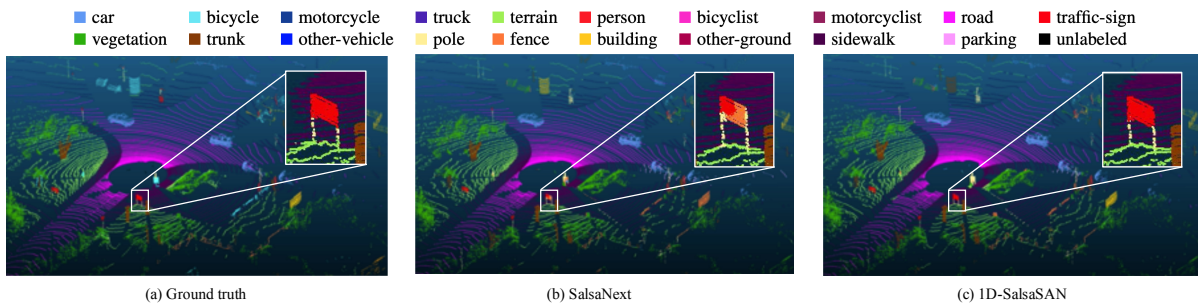 car bicycle motorcycle truck terrain person bicyclist motorcyclist road traffic-sign
vegetation trunk other-vehicle pole fence building other-ground sidewalk parking unlabeled
(a) Ground truth (b) SalsaNext (c) 1D-SalsaSAN